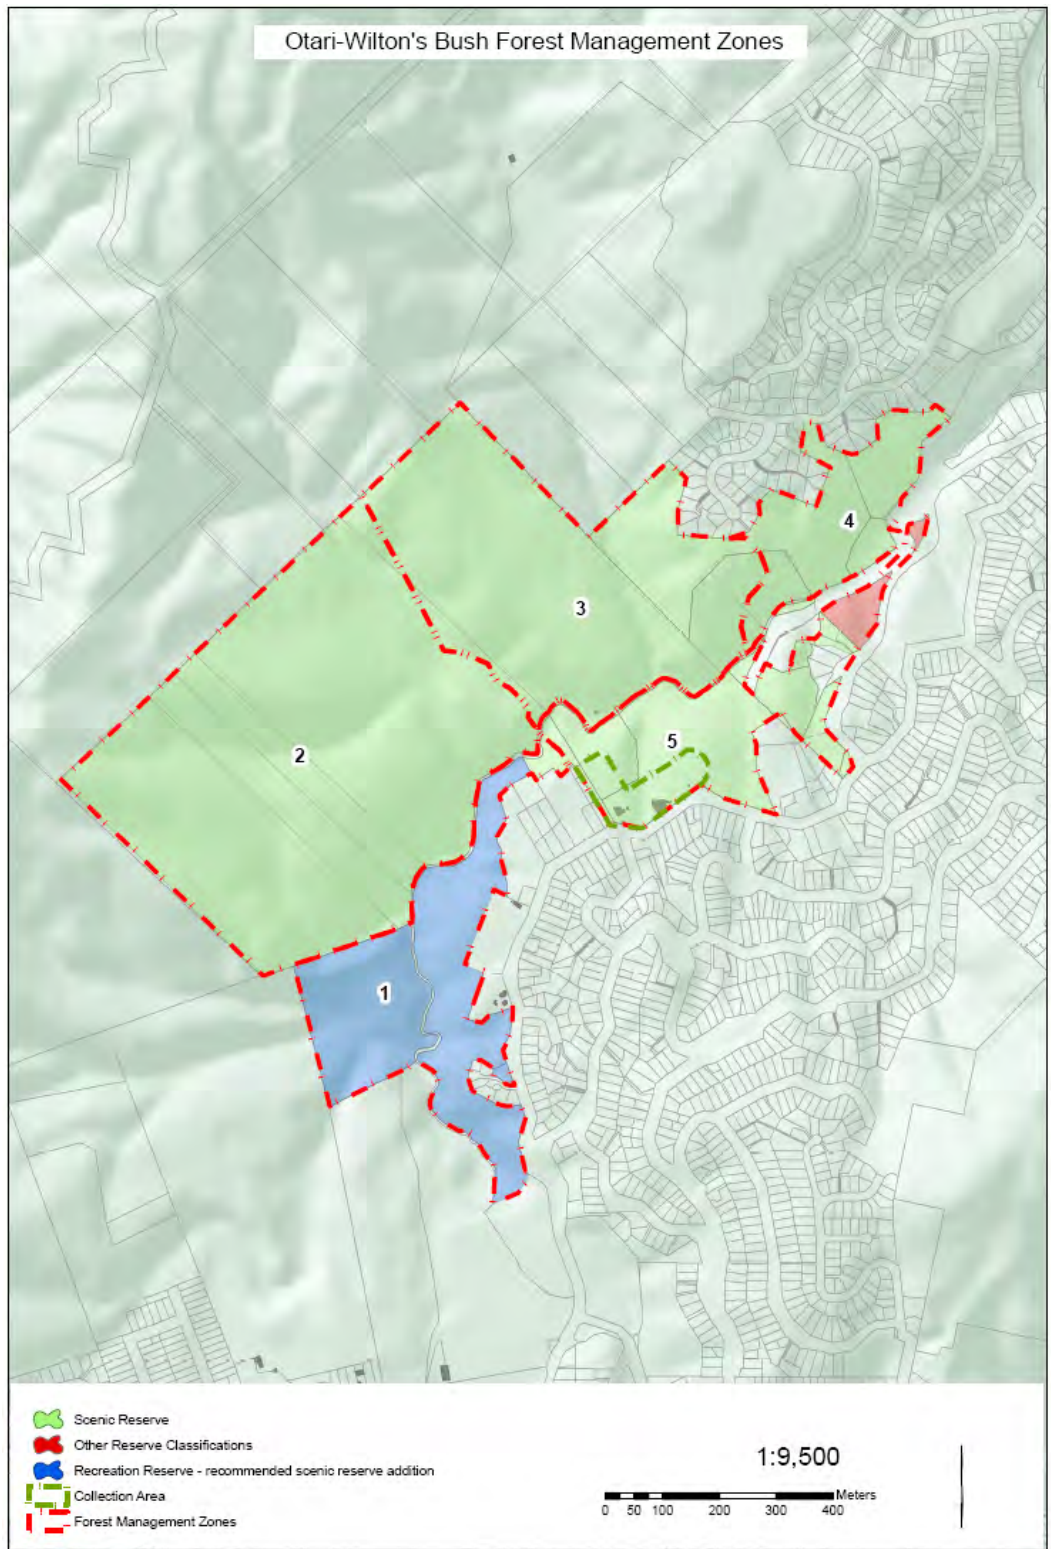 Otari-Wilton's Bush Forest Management Zones
4
3
5
2
1
Scenic Reserve
Other Reserve Classifications
Recreation Reserve - recommended scenic reserve addition
Collection Area
Forest Management Zones
1:9,500
Meters
0 50 100 200 300 400